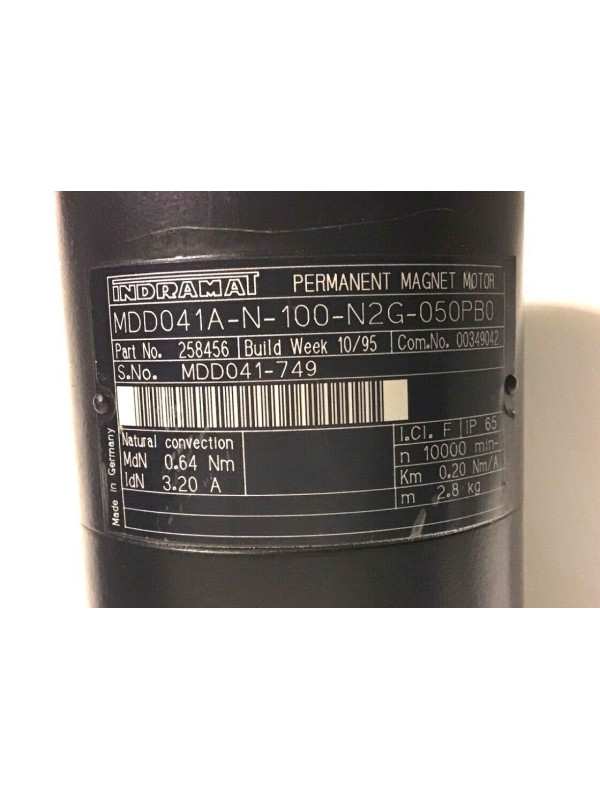 INDRAMAT PERMANENT MAGNET MOTOR
MDD041A-N-100-N2G-050PB0
Part No. 258456 Build Week 10/95 Com.No. 00349042
S.No. MDD041-749
Natural convection
MdN 0.64 Nm
IdN 3.20 A
I.Cl. F IP 65
n 10000 min-
Km 0.20 Nm/A
m 2.8 kg
Made in Germany